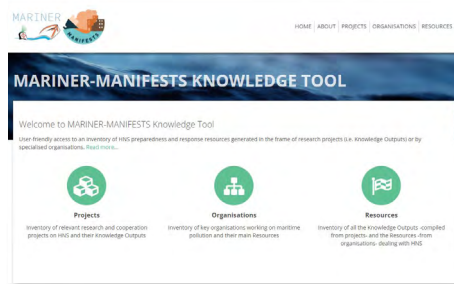 MARINER
MANIFESTS
HOME ABOUT PROJECTS ORGANISATIONS RESOURCES
MARINER-MANIFESTS KNOWLEDGE TOOL
Welcome to MARINER-MANIFESTS Knowledge Tool
User-friendly access to an inventory of HNS preparedness and response resources generated in the frame of research projects (i.e. Knowledge Outputs) or by
specialised organisations. Read more...
Projects
Inventory of relevant research and cooperation
projects on HNS and their Knowledge Outputs
Organisations
Inventory of key organisations working on maritime
pollution and their main Resources
Resources
Inventory of all the Knowledge Outputs -compiled
from projects- and the Resources -from
organisations- dealing with HNS